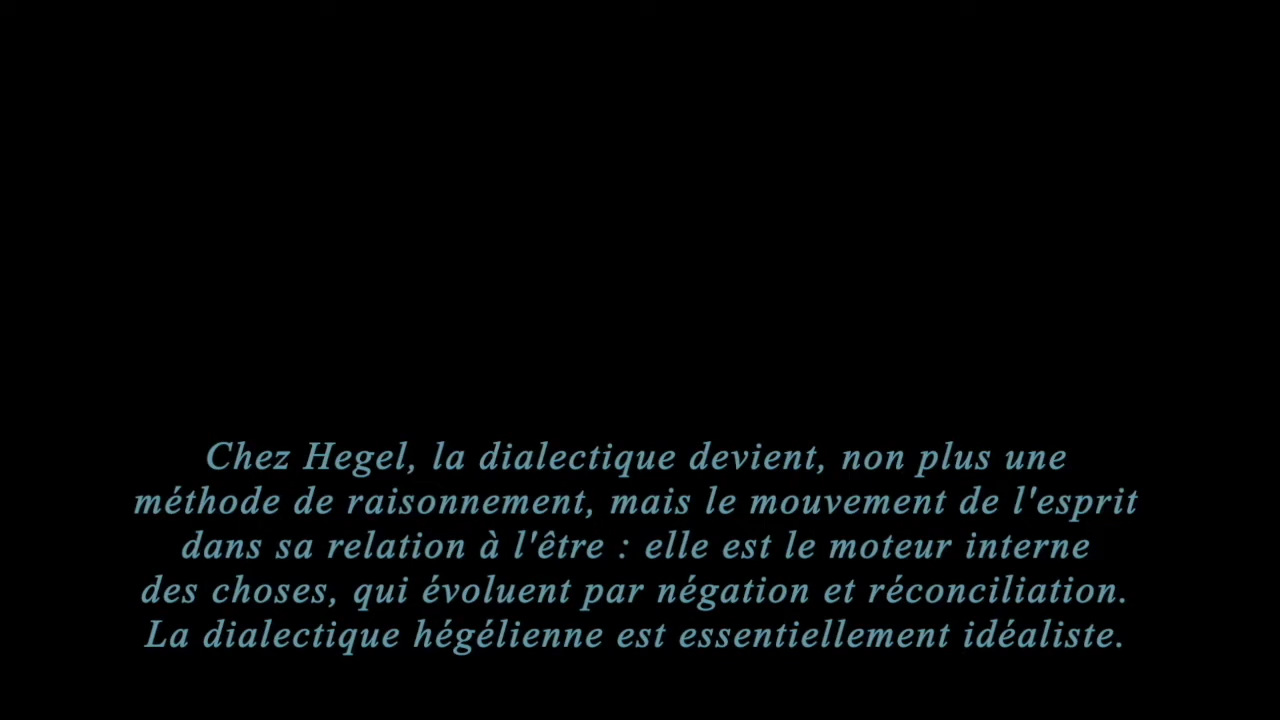 Chez Hegel, la dialectique devient, non plus une
méthode de raisonnement, mais le mouvement de l'esprit
dans sa relation à l'être : elle est le moteur interne
des choses, qui évoluent par négation et réconciliation.
La dialectique hégélienne est essentiellement idéaliste.